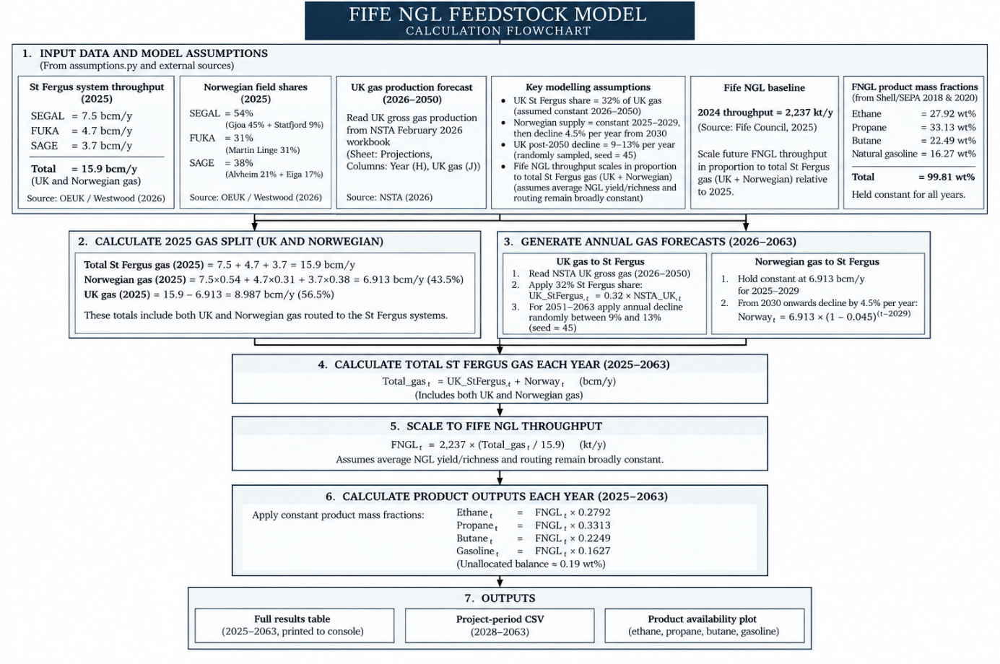 FIFE NGL FEEDSTOCK MODEL
CALCULATION FLOWCHART
1. INPUT DATA AND MODEL ASSUMPTIONS
(From assumptions.py and external sources)
St Fergus system throughput
(2025)
SEGAL = 7.5 bcm/y
FUKA = 4.7 bcm/y
SAGE = 3.7 bcm/y
Total = 15.9 bcm/y
(UK and Norwegian gas)
Source: OEUK / Westwood (2026)
Norwegian field shares
(2025)
SEGAL = 54%
(Gjoa 45% + Statfjord 9%)
FUKA = 31%
(Martin Linge 31%)
SAGE = 38%
(Alvheim 21% + Eiga 17%)
Source: OEUK / Westwood (2026)
UK gas production forecast
(2026–2050)
Read UK gross gas production
from NSTA February 2026
workbook
(Sheet: Projections,
Columns: Year (H), UK gas (J))
Source: NSTA (2026)
Key modelling assumptions
• UK St Fergus share = 32% of UK gas
(assumed constant 2026–2050)
• Norwegian supply = constant 2025–2029,
then decline 4.5% per year from 2030
• UK post-2050 decline = 9–13% per year
(randomly sampled, seed = 45)
• Fife NGL throughput scales in proportion
to total St Fergus gas (UK + Norwegian)
(assumes average NGL yield/richness and
routing remain broadly constant)
Fife NGL baseline
2024 throughput = 2,237 kt/y
(Source: Fife Council, 2025)
Scale future FNGL throughput
in proportion to total St Fergus
gas (UK + Norwegian) relative
to 2025.
FNGL product mass fractions
(from Shell/SEPA 2018 & 2020)
Ethane = 27.92 wt%
Propane = 33.13 wt%
Butane = 22.49 wt%
Natural gasoline = 16.27 wt%
Total = 99.81 wt%
Held constant for all years.
2. CALCULATE 2025 GAS SPLIT (UK AND NORWEGIAN)
Total St Fergus gas (2025) = 7.5 + 4.7 + 3.7 = 15.9 bcm/y
Norwegian gas (2025) = 7.5×0.54 + 4.7×0.31 + 3.7×0.38 = 6.913 bcm/y (43.5%)
UK gas (2025) = 15.9 – 6.913 = 8.987 bcm/y (56.5%)
These totals include both UK and Norwegian gas routed to the St Fergus systems.
3. GENERATE ANNUAL GAS FORECASTS (2026–2063)
UK gas to St Fergus
1. Read NSTA UK gross gas (2026–2050)
2. Apply 32% St Fergus share:
UK_StFergus,t = 0.32 × NSTA_UK,t
3. For 2051–2063 apply annual decline
randomly between 9% and 13%
(seed = 45)
Norwegian gas to St Fergus
1. Hold constant at 6.913 bcm/y
for 2025–2029
2. From 2030 onwards decline by 4.5% per year:
Norway t = 6.913 × (1 – 0.045)(t–2029)
4. CALCULATE TOTAL ST FERGUS GAS EACH YEAR (2025–2063)
Total_gas t = UK_StFergus,t + Norway t (bcm/y)
(Includes both UK and Norwegian gas)
5. SCALE TO FIFE NGL THROUGHPUT
FNGL t = 2,237 × (Total_gas t / 15.9) (kt/y)
Assumes average NGL yield/richness and routing remain broadly constant.
6. CALCULATE PRODUCT OUTPUTS EACH YEAR (2025–2063)
Apply constant product mass fractions:
Ethane t = FNGL t × 0.2792
Propane t = FNGL t × 0.3313
Butane t = FNGL t × 0.2249
Gasoline t = FNGL t × 0.1627
(Unallocated balance ≈ 0.19 wt%)
7. OUTPUTS
Full results table
(2025–2063, printed to console)
Project-period CSV
(2028–2063)
Product availability plot
(ethane, propane, butane, gasoline)